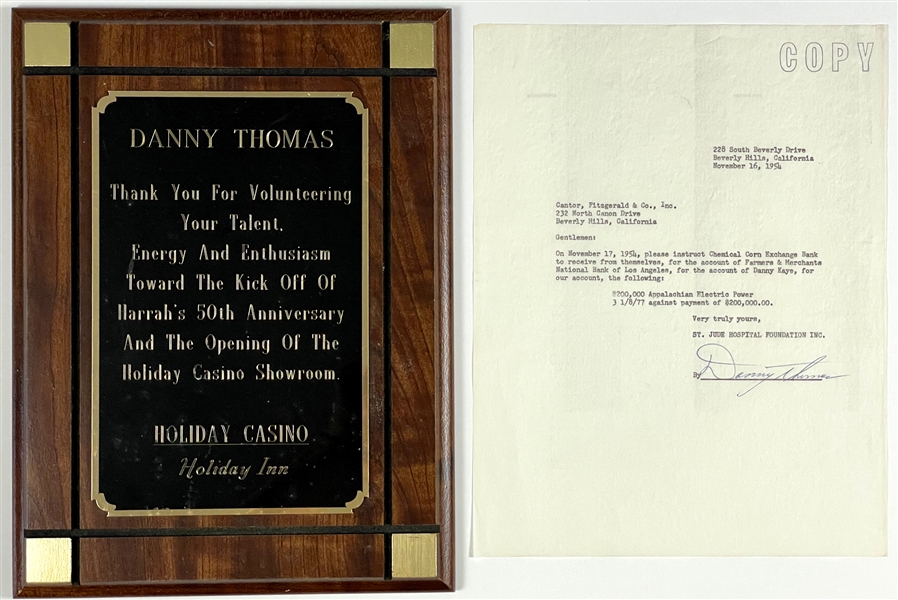 DANNY THOMAS
Thank You For Volunteering
Your Talent,
Energy And Enthusiasm
Toward The Kick Off Of
Harrah's 50th Anniversary
And The Opening Of The
Holiday Casino Showroom.
HOLIDAY CASINO
Holiday Inn
COPY
228 South Beverly Drive
Beverly Hills, California
November 16, 1954
Cantor, Fitzgerald & Co., Inc.
232 North Canon Drive
Beverly Hills, California
Gentlemen:
On November 17, 1954, please instruct Chemical Corn Exchange Bank
to receive from themselves, for the account of Farmers & Merchants
National Bank of Los Angeles, for the account of Danny Kaye, for
our account, the following:
$200,000 Appalachian Electric Power
3 1/8/77 against payment of $200,000.00.
Very truly yours,
ST. JUDE HOSPITAL FOUNDATION INC.
By Danny Thomas